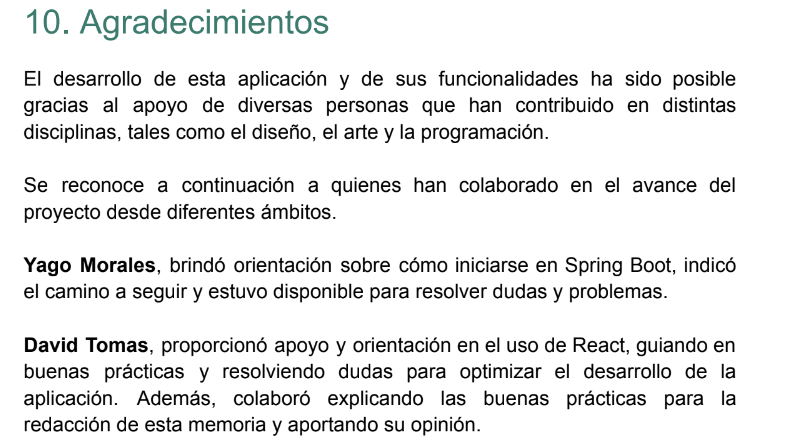 10. Agradecimientos
El desarrollo de esta aplicación y de sus funcionalidades ha sido posible
gracias al apoyo de diversas personas que han contribuido en distintas
disciplinas, tales como el diseño, el arte y la programación.
Se reconoce a continuación a quienes han colaborado en el avance del
proyecto desde diferentes ámbitos.
Yago Morales, brindó orientación sobre cómo iniciarse en Spring Boot, indicó
el camino a seguir y estuvo disponible para resolver dudas y problemas.
David Tomas, proporcionó apoyo y orientación en el uso de React, guiando en
buenas prácticas y resolviendo dudas para optimizar el desarrollo de la
aplicación. Además, colaboró explicando las buenas prácticas para la
redacción de esta memoria y aportando su opinión.